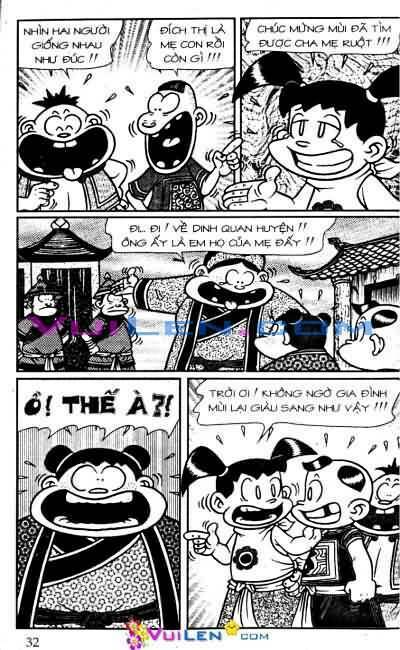 NHÌN HAI NGƯỜI
GIỐNG NHAU
NHƯ ĐÚC !!
ĐÍCH THỊ LÀ
MẸ CON RỒI
CÒN GÌ !!!
CHÚC MỪNG MÙI ĐÃ TÌM
ĐƯỢC CHA MẸ RUỘT !!!
ĐI.. ĐI ! VỀ DINH QUAN HUYỆN !
ÔNG ẤY LÀ EM HỌ CỦA MẸ ĐẤY !!
VUILEN.COM
Ồ! THẾ À?!
TRỜI ƠI ! KHÔNG NGỜ GIA ĐÌNH
MÙI LẠI GIÀU SANG NHƯ VẬY !!!
32
VUILEN.COM